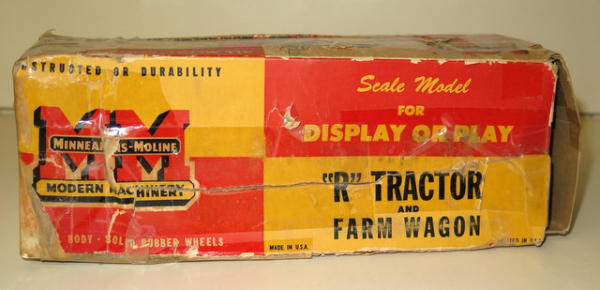 NSTRUCTED OR DURABILITY
MM
MINNEAPOLIS-MOLINE
MODERN MACHINERY
BODY - SOLID RUBBER WHEELS
Scale Model
FOR
DISPLAY OR PLAY
"R" TRACTOR
AND
FARM WAGON
MADE IN U.S.A.